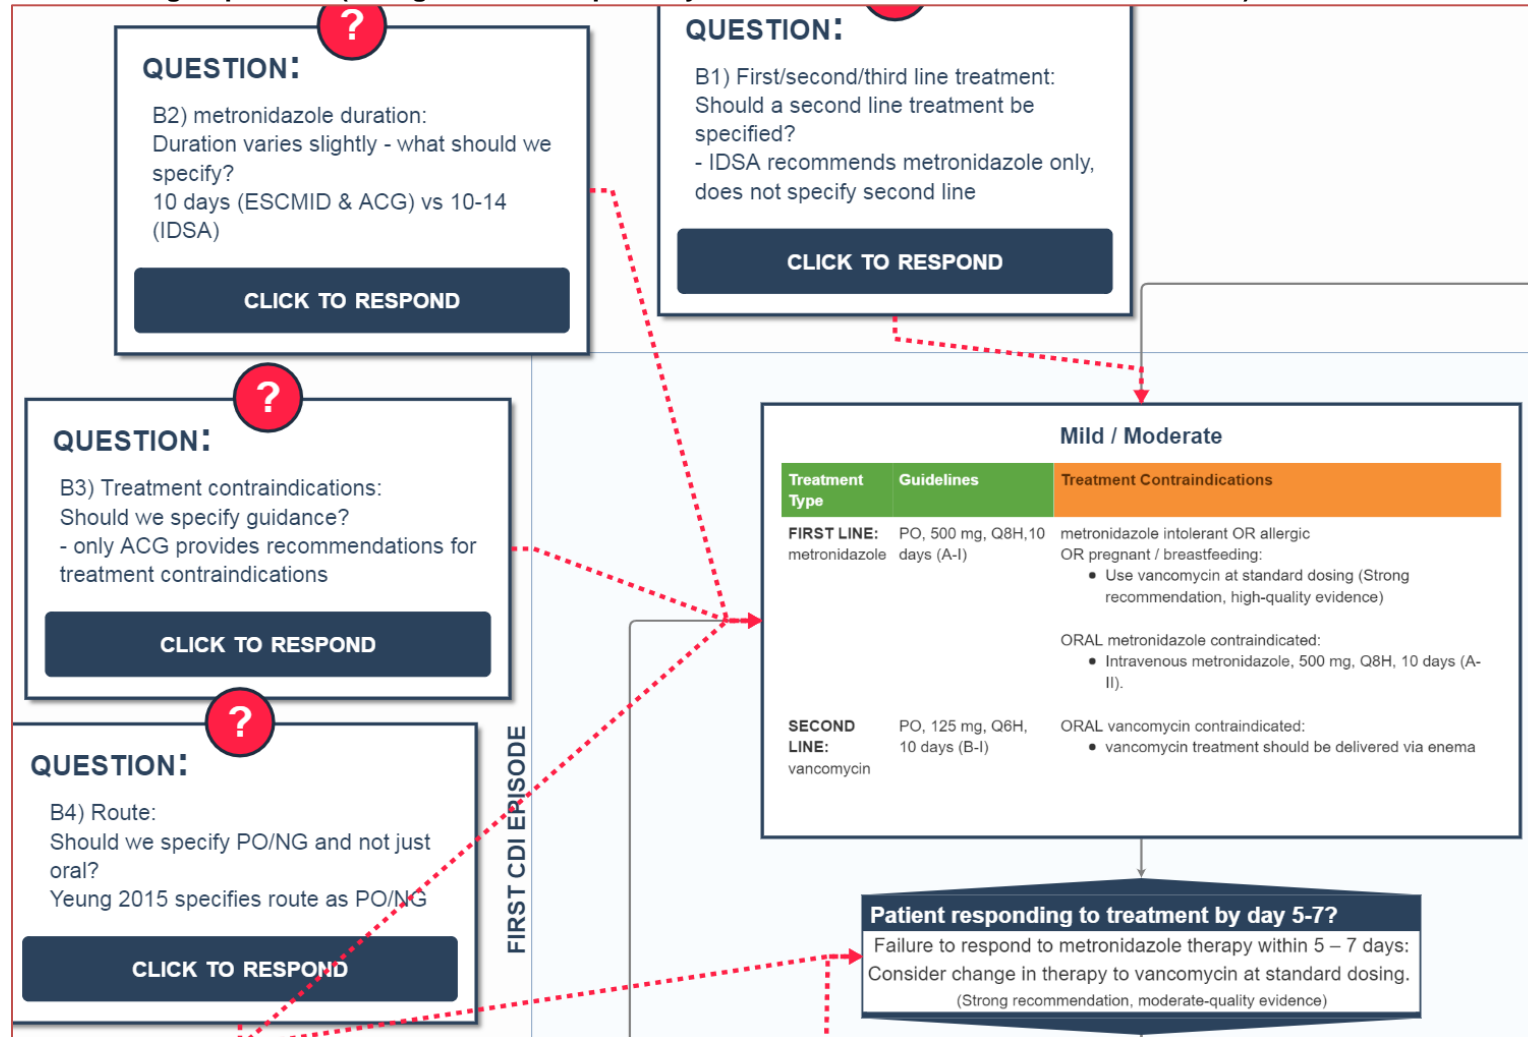 ?
QUESTION:
B2) metronidazole duration:
Duration varies slightly - what should we
specify?
10 days (ESCMID & ACG) vs 10-14
(IDSA)
CLICK TO RESPOND
QUESTION:
B1) First/second/third line treatment:
Should a second line treatment be
specified?
- IDSA recommends metronidazole only,
does not specify second line
CLICK TO RESPOND
?
QUESTION:
B3) Treatment contraindications:
Should we specify guidance?
- only ACG provides recommendations for
treatment contraindications
CLICK TO RESPOND
?
QUESTION:
B4) Route:
Should we specify PO/NG and not just
oral?
Yeung 2015 specifies route as PO/NG
CLICK TO RESPOND
FIRST CDI EPISODE
Mild / Moderate
Treatment Type
Guidelines
Treatment Contraindications
FIRST LINE:
metronidazole
PO, 500 mg, Q8H,10
days (A-I)
metronidazole intolerant OR allergic
OR pregnant / breastfeeding:
• Use vancomycin at standard dosing (Strong
recommendation, high-quality evidence)
ORAL metronidazole contraindicated:
• Intravenous metronidazole, 500 mg, Q8H, 10 days (A-
II).
SECOND
LINE:
vancomycin
PO, 125 mg, Q6H,
10 days (B-I)
ORAL vancomycin contraindicated:
• vancomycin treatment should be delivered via enema
Patient responding to treatment by day 5-7?
Failure to respond to metronidazole therapy within 5 – 7 days:
Consider change in therapy to vancomycin at standard dosing.
(Strong recommendation, moderate-quality evidence)